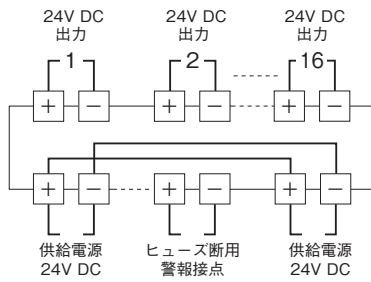 24V DC 24V DC 24V DC
出力 出力 出力
1 2 16
+ − + − + −
+ − + − + −
供給電源 ヒューズ断用 供給電源
24V DC 警報接点 24V DC